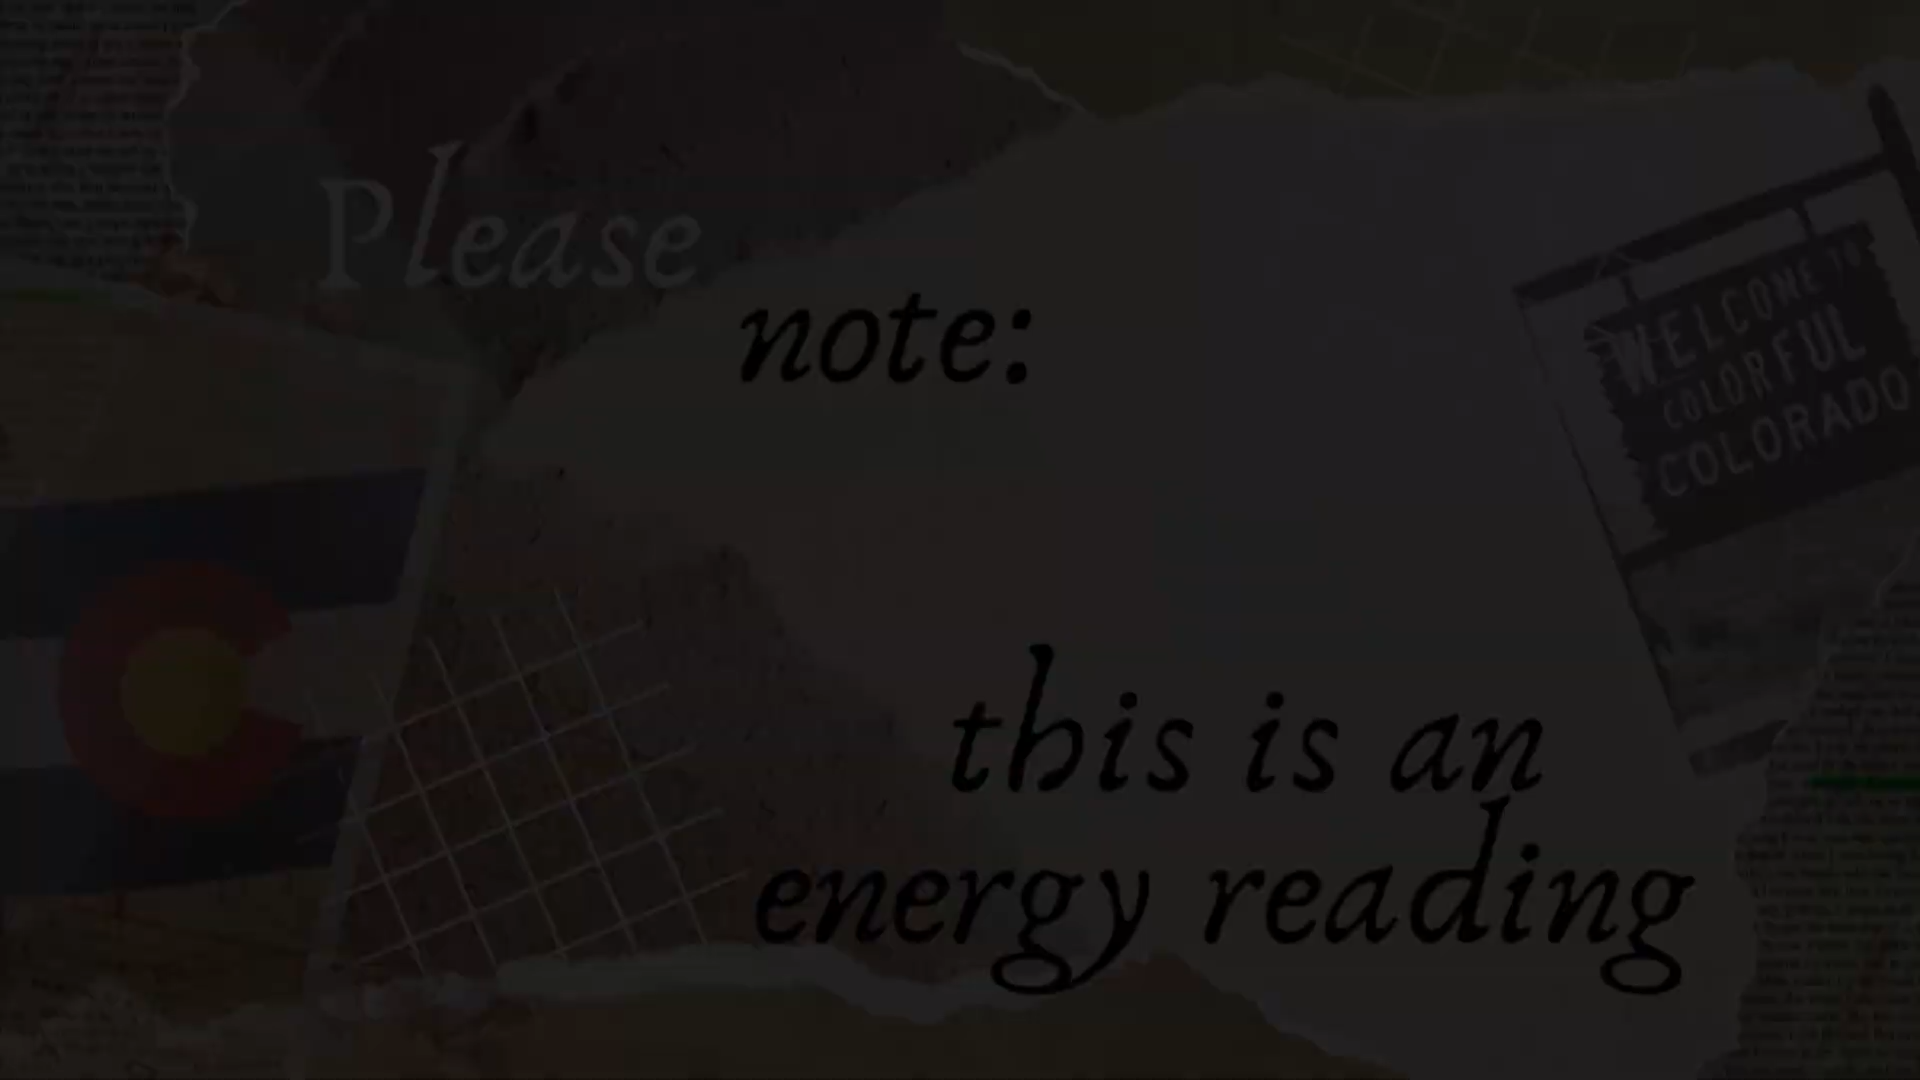 Please
note:
WELCOME TO
COLORFUL
COLORADO
this is an
energy reading